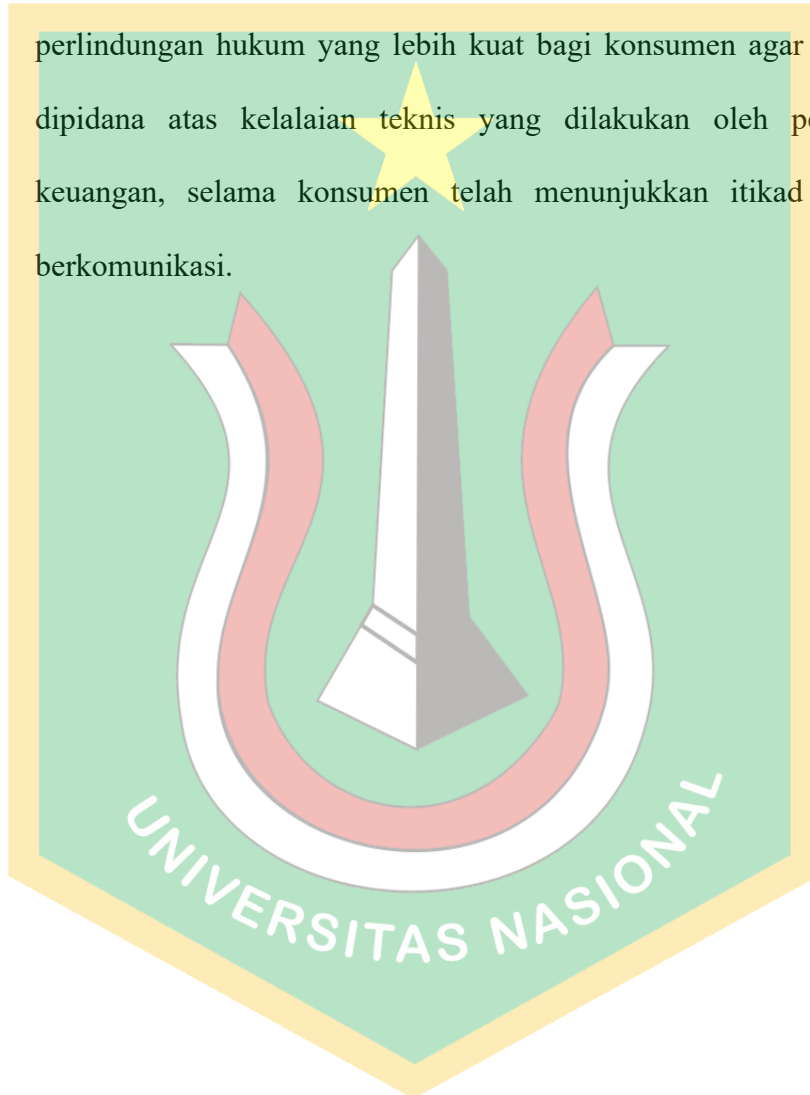 perlindungan hukum yang lebih kuat bagi konsumen agar
dipidana atas kelalaian teknis yang dilakukan oleh
keuangan, selama konsumen telah menunjukkan itikad
berkomunikasi.
UNIVERSITAS NASIONAL